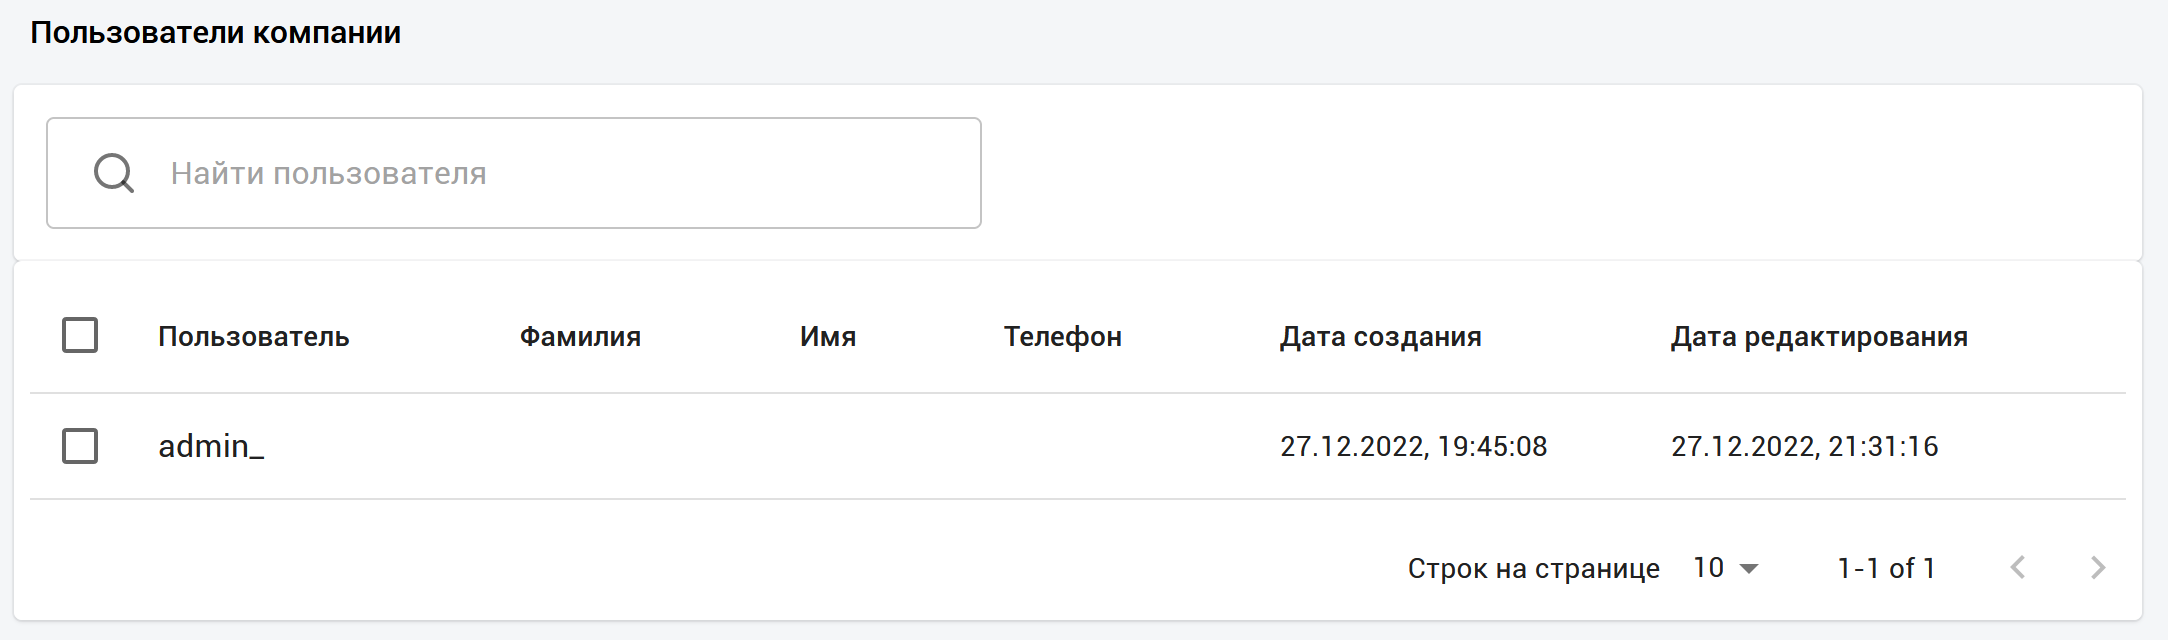 Пользователи компании
Найти пользователя
Пользователь Фамилия Имя Телефон Дата создания Дата редактирования
admin_ 27.12.2022, 19:45:08 27.12.2022, 21:31:16
Строк на странице 10 1-1 of 1